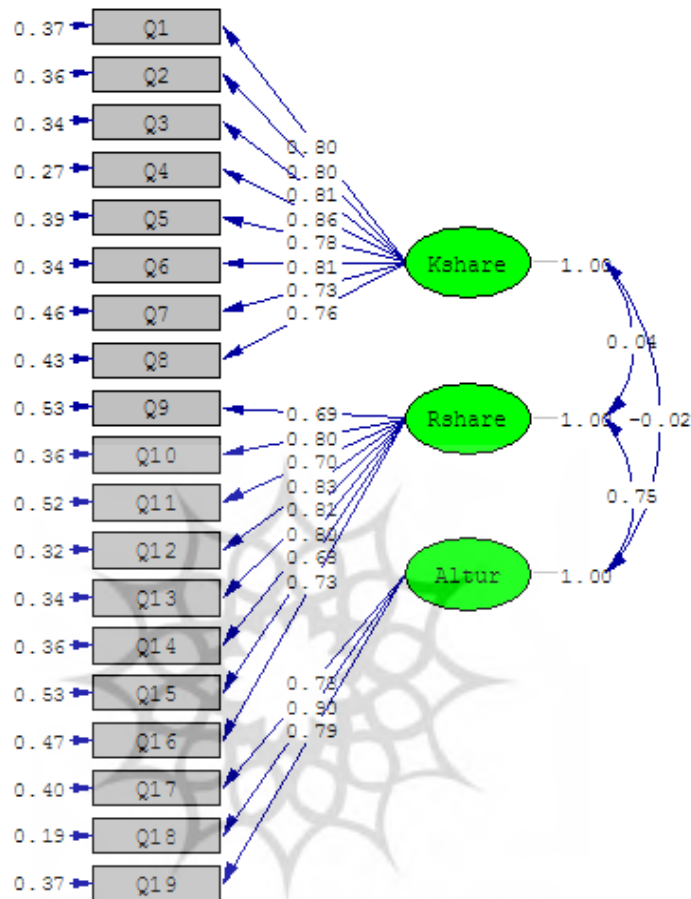 0.37 Q1
0.36 Q2
0.34 Q3
0.27 Q4
0.39 Q5
0.34 Q6
0.46 Q7
0.43 Q8
0.53 Q9
0.36 Q10
0.52 Q11
0.32 Q12
0.34 Q13
0.36 Q14
0.53 Q15
0.47 Q16
0.40 Q17
0.19 Q18
0.37 Q19
0.80
0.80
0.81
0.86
0.78
0.81
0.73
0.76
0.69
0.80
0.70
0.83
0.80
0.73
0.78
0.90
0.79
Kshare 1.00
Rshare 1.00
Altur 1.00
0.04
-0.02
0.75